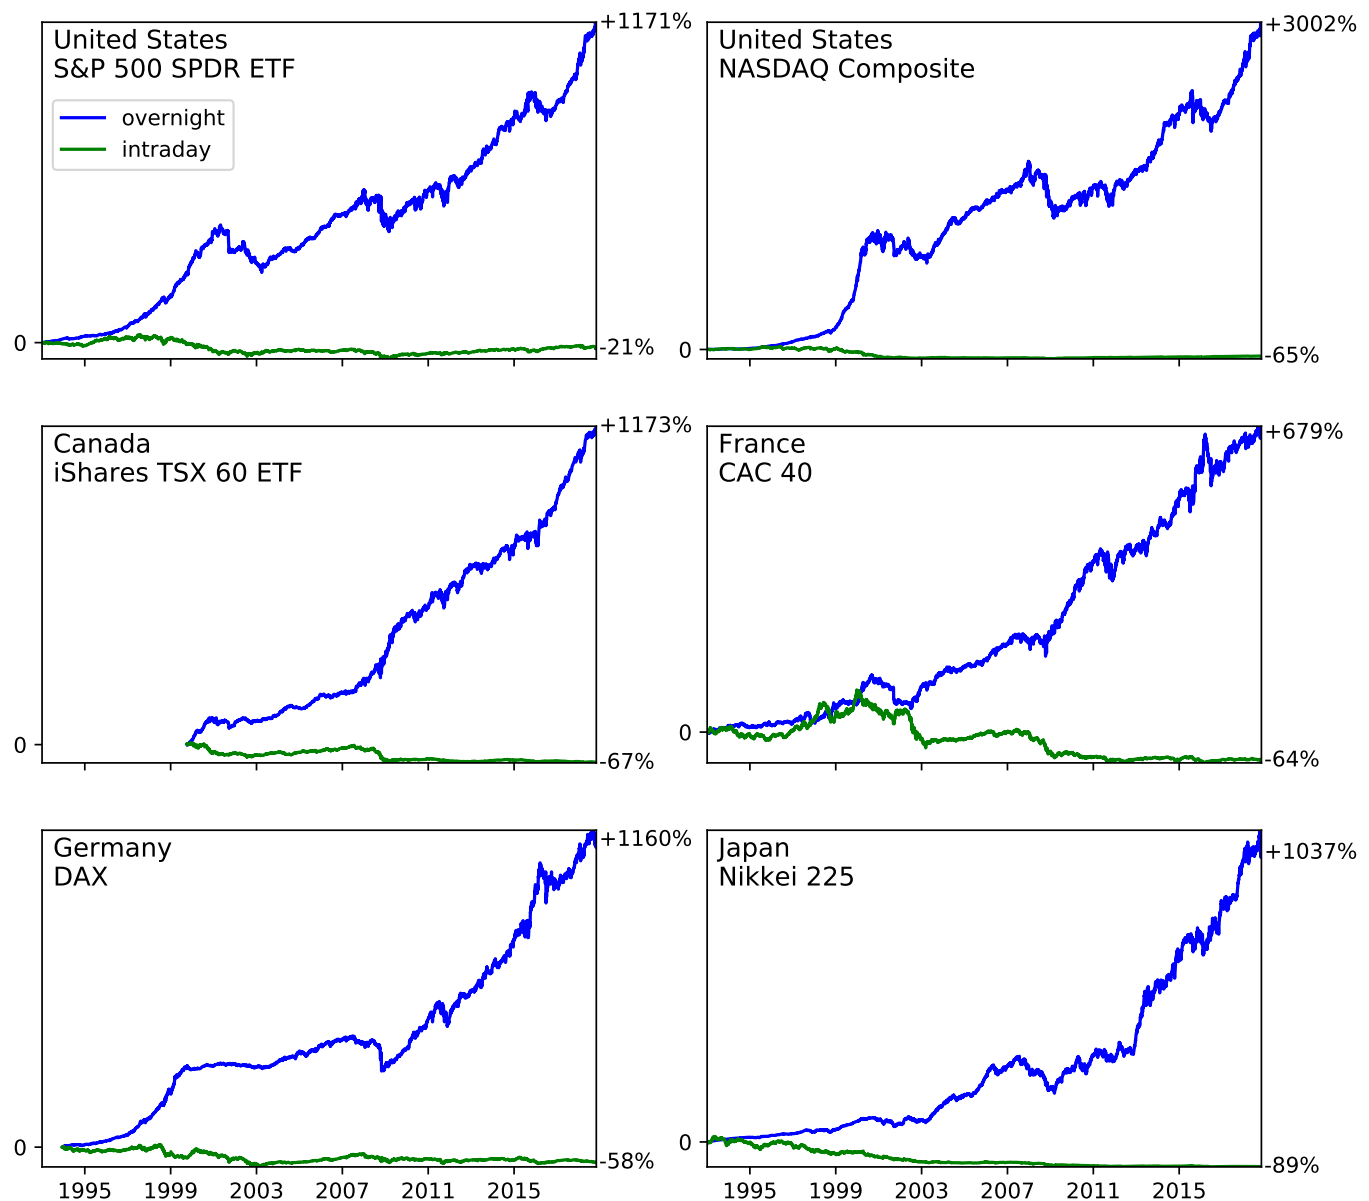 +1171%
United States
S&P 500 SPDR ETF
overnight
intraday
0
-21%
+3002%
United States
NASDAQ Composite
0
-65%
+1173%
Canada
iShares TSX 60 ETF
0
-67%
+679%
France
CAC 40
0
-64%
+1160%
Germany
DAX
0
-58%
1995 1999 2003 2007 2011 2015
+1037%
Japan
Nikkei 225
0
-89%
1995 1999 2003 2007 2011 2015